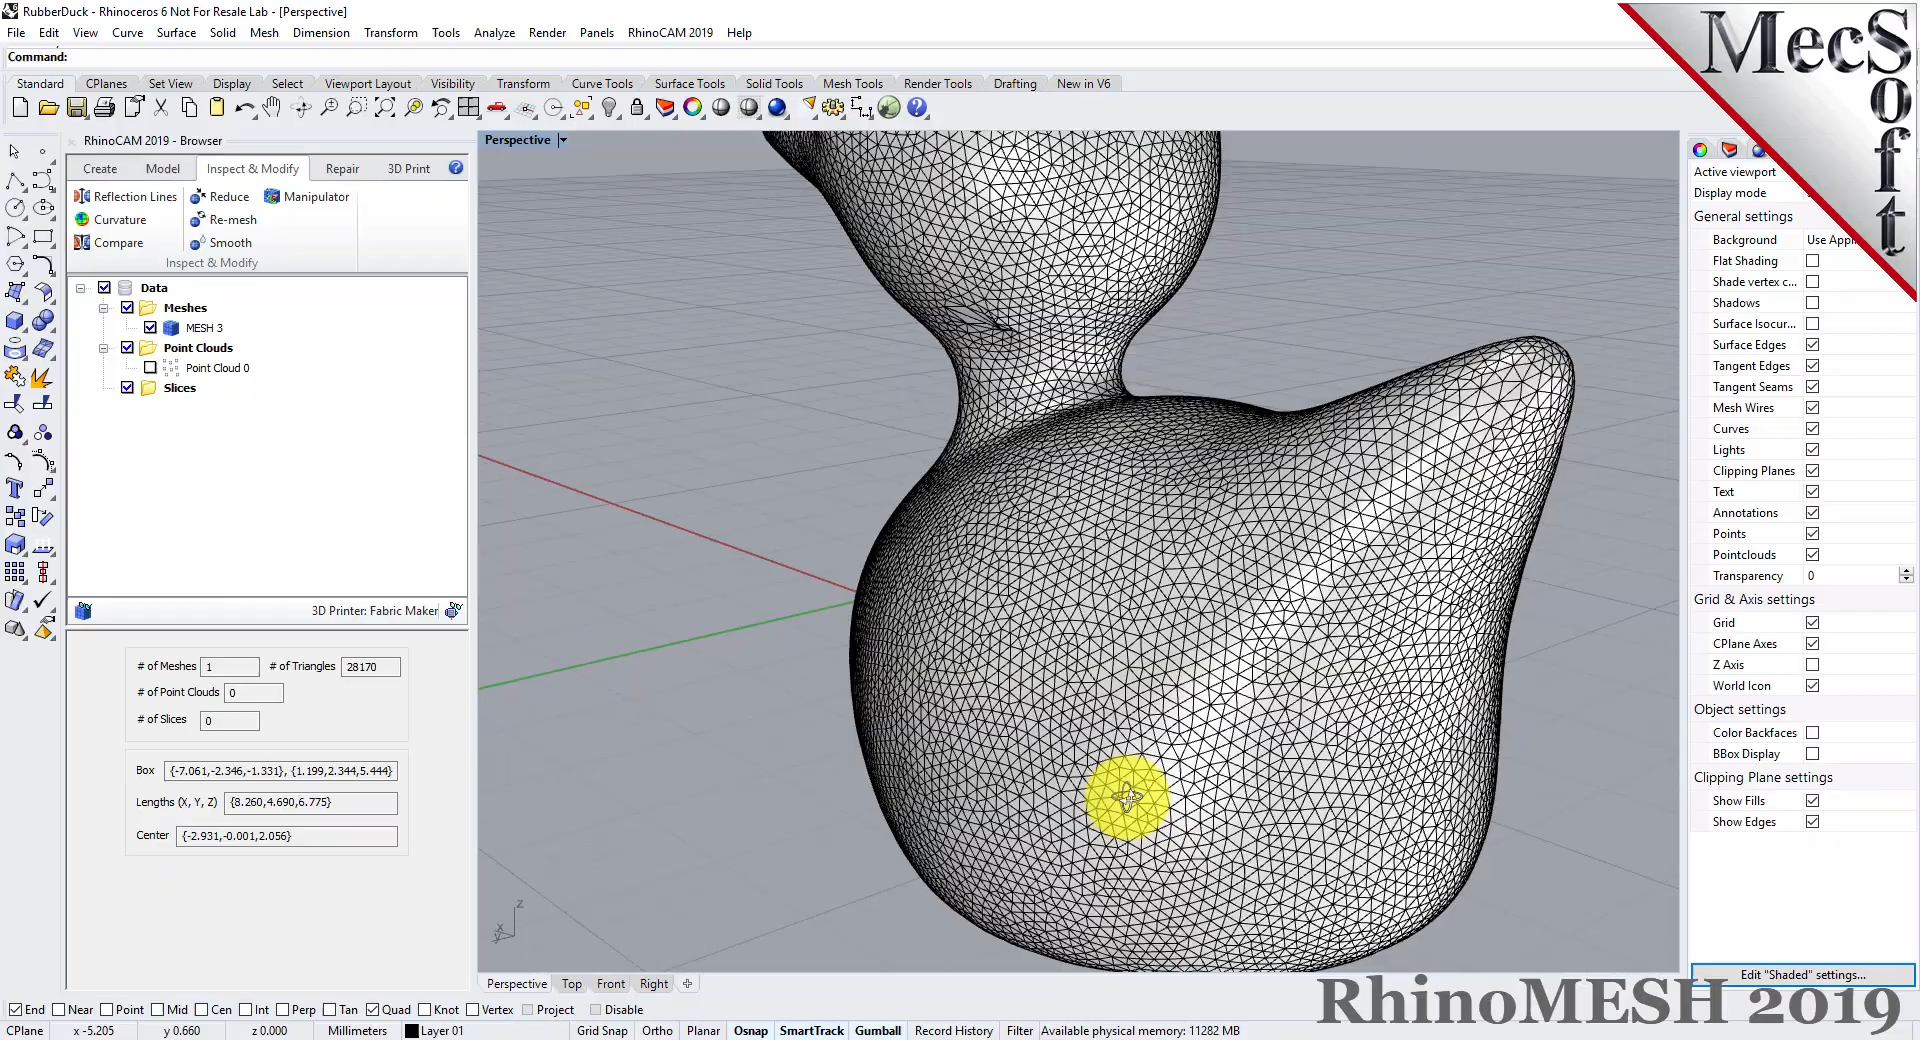 RubberDuck - Rhinoceros 6 Not For Resale Lab - [Perspective]
File Edit View Curve Surface Solid Mesh Dimension Transform Tools Analyze Render Panels RhinoCAM 2019 Help
Command:
Standard CPlanes Set View Display Select Viewport Layout Visibility Transform Curve Tools Surface Tools Solid Tools Mesh Tools Render Tools Drafting New in V6
MecSoft
RhinoCAM 2019 - Browser
Create Model Inspect & Modify Repair 3D Print
Reflection Lines Reduce Manipulator
Curvature Re-mesh
Compare Smooth
Inspect & Modify
Data
Meshes
MESH 3
Point Clouds
Point Cloud 0
Slices
3D Printer: Fabric Maker
# of Meshes 1 # of Triangles 28170
# of Point Clouds 0
# of Slices 0
Box {-7.061,-2.346,-1.331}, {1.199,2.344,5.444}
Lengths (X, Y, Z) {8.260,4.690,6.775}
Center {-2.931,-0.001,2.056}
Perspective
z
x
y
Perspective Top Front Right
Active viewport
Display mode
General settings
Background Use Appli
Flat Shading
Shade vertex c...
Shadows
Surface Isocur...
Surface Edges
Tangent Edges
Tangent Seams
Mesh Wires
Curves
Lights
Clipping Planes
Text
Annotations
Points
Pointclouds
Transparency 0
Grid & Axis settings
Grid
CPlane Axes
Z Axis
World Icon
Object settings
Color Backfaces
BBox Display
Clipping Plane settings
Show Fills
Show Edges
Edit "Shaded" settings...
RhinoMESH 2019
End Near Point Mid Cen Int Perp Tan Quad Knot Vertex Project Disable
CPlane x -5.205 y 0.660 z 0.000 Millimeters Layer 01 Grid Snap Ortho Planar Osnap SmartTrack Gumball Record History Filter Available physical memory: 11282 MB